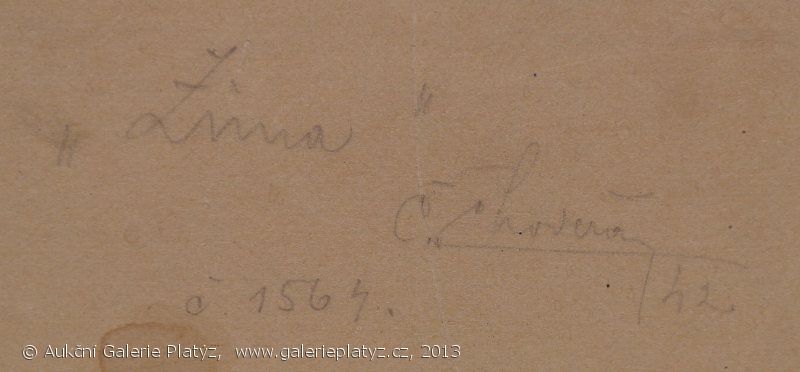 „ Zima "
č 1564.
/42
© Aukční Galerie Platýz, www.galerieplatyz.cz, 2013